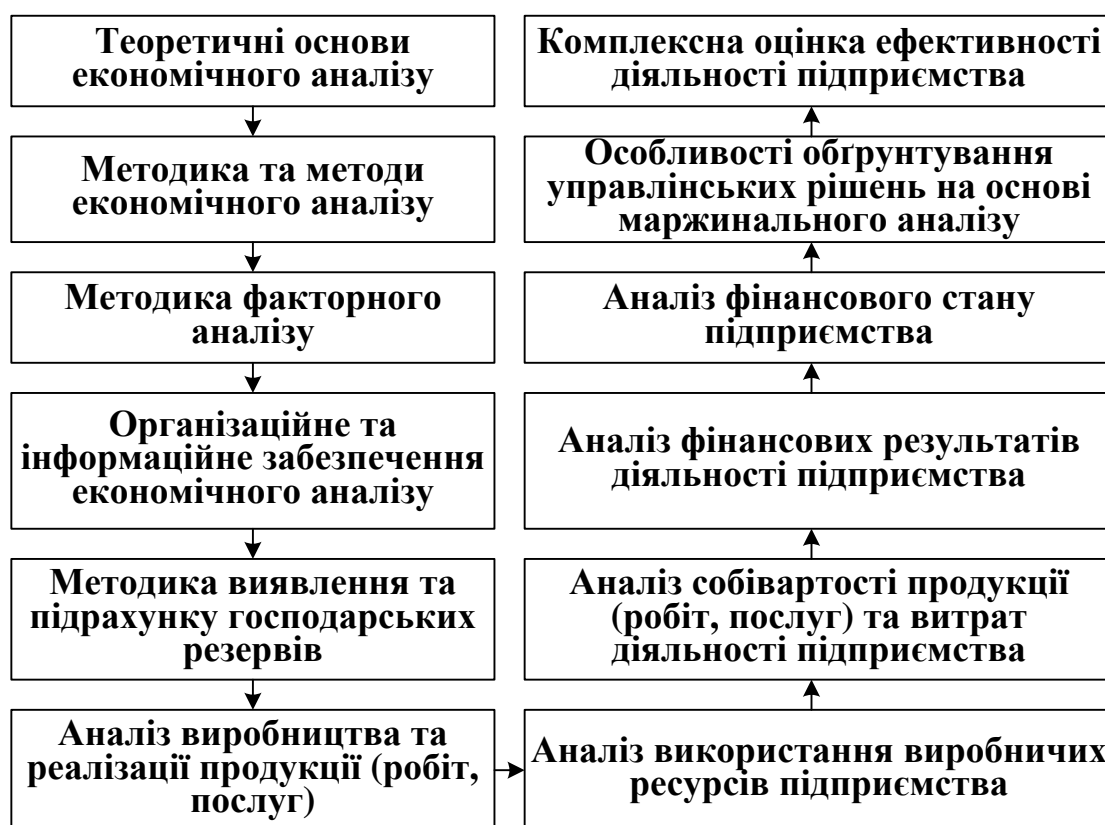 Теоретичні основи
економічного аналізу
Методика та методи
економічного аналізу
Методика факторного
аналізу
Організаційне та
інформаційне забезпечення
економічного аналізу
Методика виявлення та
підрахунку господарських
резервів
Аналіз виробництва та
реалізації продукції (робіт,
послуг)
Аналіз використання виробничих
ресурсів підприємства
Аналіз собівартості продукції
(робіт, послуг) та витрат
діяльності підприємства
Аналіз фінансових результатів
діяльності підприємства
Аналіз фінансового стану
підприємства
Особливості обґрунтування
управлінських рішень на основі
маржинального аналізу
Комплексна оцінка ефективності
діяльності підприємства